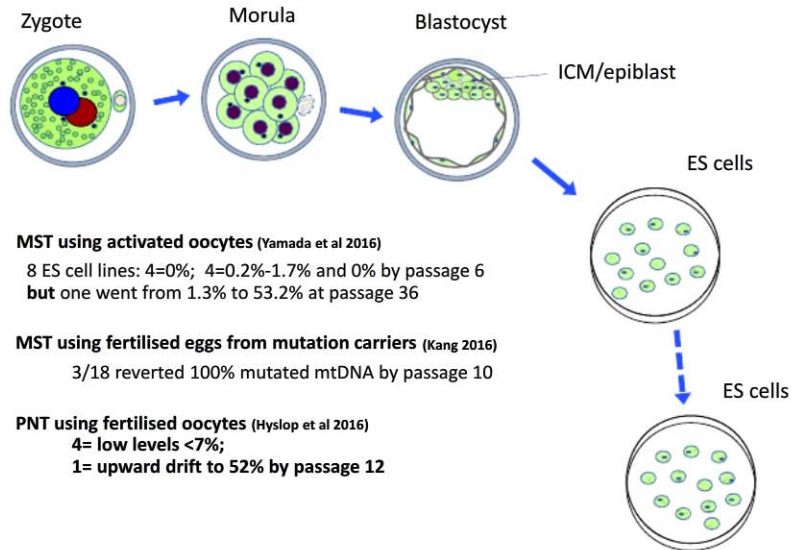 Zygote
Morula
Blastocyst
ICM/epiblast
ES cells
MST using activated oocytes (Yamada et al 2016)
8 ES cell lines: 4=0%; 4=0.2%-1.7% and 0% by passage 6
but one went from 1.3% to 53.2% at passage 36
MST using fertilised eggs from mutation carriers (Kang 2016)
3/18 reverted 100% mutated mtDNA by passage 10
ES cells
PNT using fertilised oocytes (Hyslop et al 2016)
4= low levels <7%;
1= upward drift to 52% by passage 12